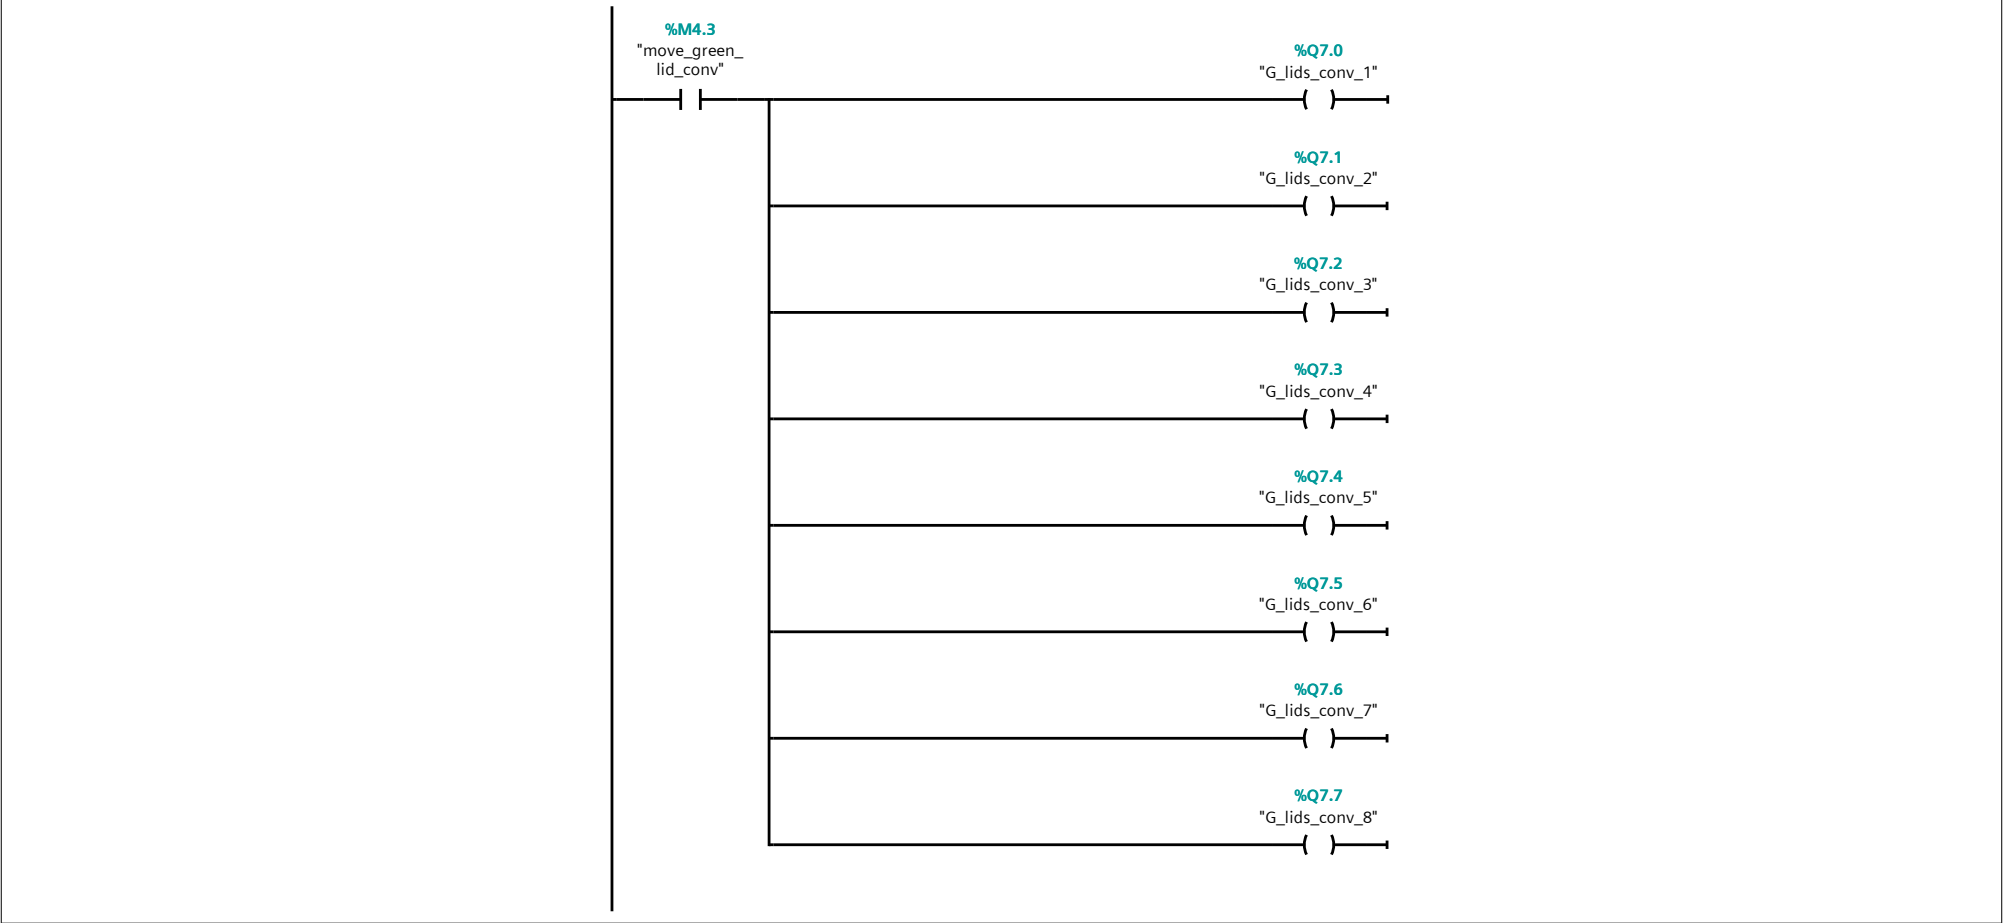 %M4.3
"move_green_
lid_conv"
%Q7.0
"G_lids_conv_1"
%Q7.1
"G_lids_conv_2"
%Q7.2
"G_lids_conv_3"
%Q7.3
"G_lids_conv_4"
%Q7.4
"G_lids_conv_5"
%Q7.5
"G_lids_conv_6"
%Q7.6
"G_lids_conv_7"
%Q7.7
"G_lids_conv_8"